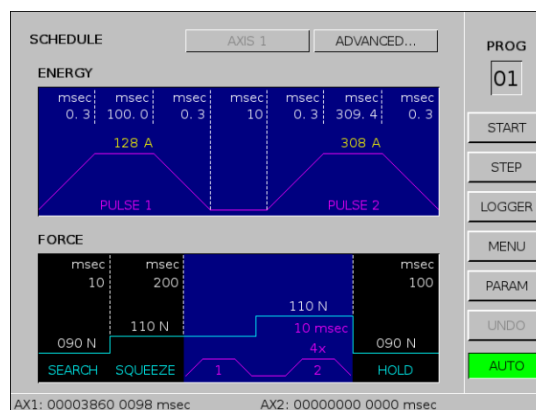 SCHEDULE AXIS 1 ADVANCED... PROG
01
ENERGY
msec msec msec msec msec msec msec
0. 3 100. 0 0. 3 10 0. 3 309. 4 0. 3
128 A 308 A
PULSE 1 PULSE 2
START
STEP
LOGGER
FORCE
msec msec msec
10 200 100
110 N
110 N 10 msec
090 N 4x 090 N
SEARCH SQUEEZE 1 2 HOLD
MENU
PARAM
UNDO
AUTO
AX1: 00003860 0098 msec AX2: 00000000 0000 msec